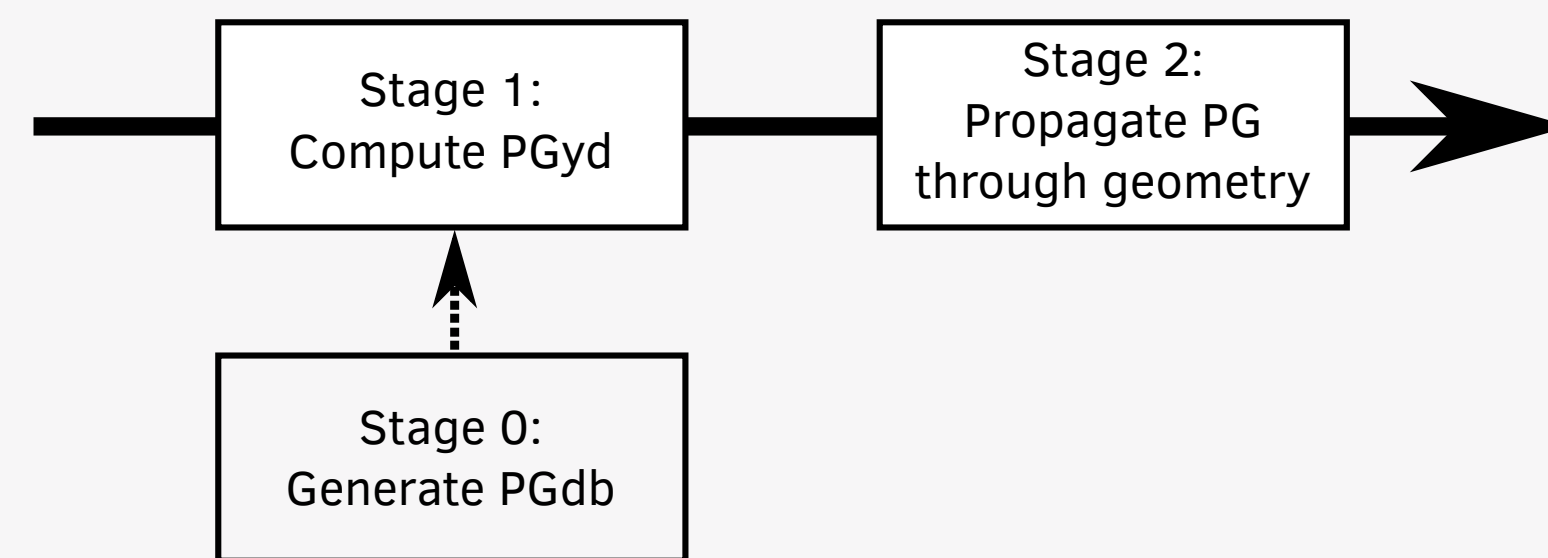 Stage 1:
Compute PGyd
Stage 2:
Propagate PG
through geometry
Stage 0:
Generate PGdb